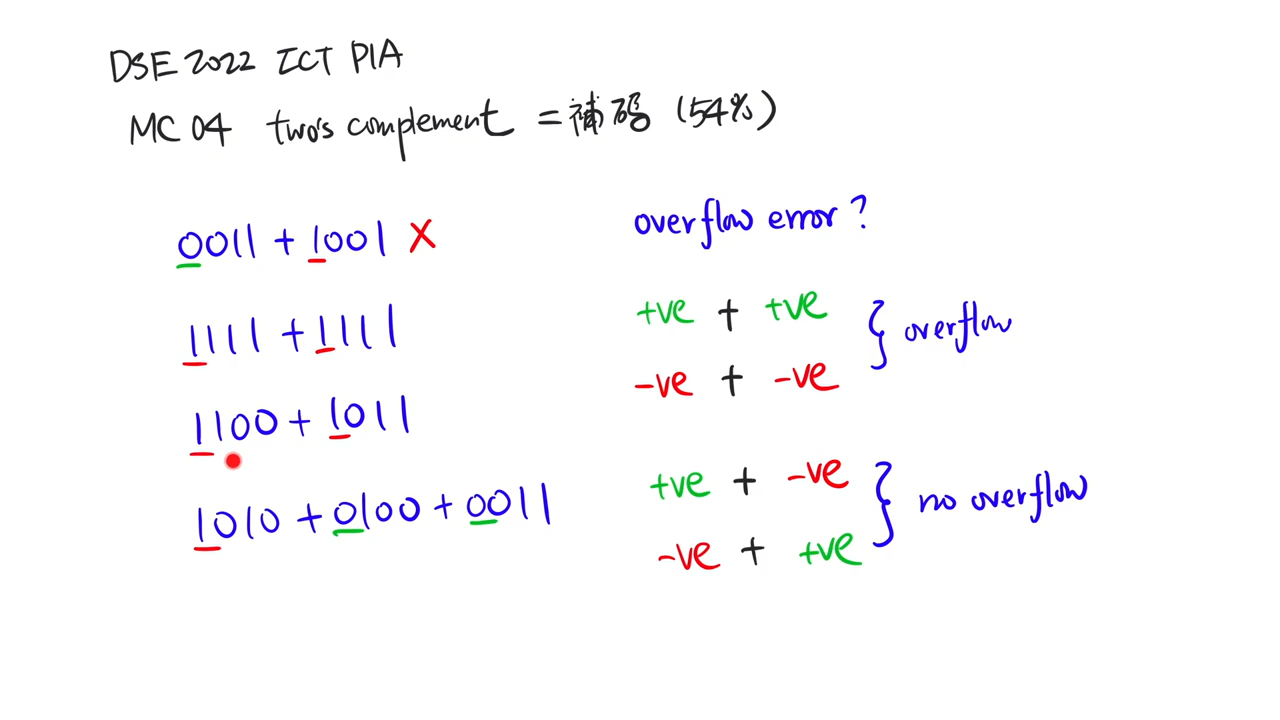 DSE 2022 ICT P1A
MC 04 two's complement = 補码 (54%)
0011 + 1001 X
1111 + 1111
1100 + 1011
1010 + 0100 + 0011
overflow error?
+ve + +ve
-ve + -ve
} overflow
+ve + -ve
-ve + +ve
} no overflow